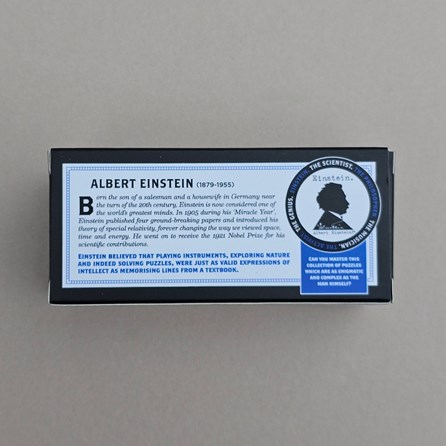 ALBERT EINSTEIN (1879-1955)
Born the son of a salesman and a housewife in Germany near
the turn of the 20th century, Einstein is now considered one of
the world's greatest minds. In 1905 during his 'Miracle Year',
Einstein published four ground-breaking papers and introduced his
theory of special relativity, forever changing the way we viewed space,
time and energy. He went on to receive the 1921 Nobel Prize for his
scientific contributions.
EINSTEIN BELIEVED THAT PLAYING INSTRUMENTS, EXPLORING NATURE
AND INDEED SOLVING PUZZLES, WERE JUST AS VALID EXPRESSIONS OF
INTELLECT AS MEMORISING LINES FROM A TEXTBOOK.
THE GENIUS. EINSTEIN. THE SCIENTIST. THE PHILOSOPHER. THE MUSICIAN.
Einstein.
Albert Einstein
CAN YOU MASTER THIS
COLLECTION OF PUZZLES
WHICH ARE AS ENIGMATIC
AND COMPLEX AS THE
MAN HIMSELF?